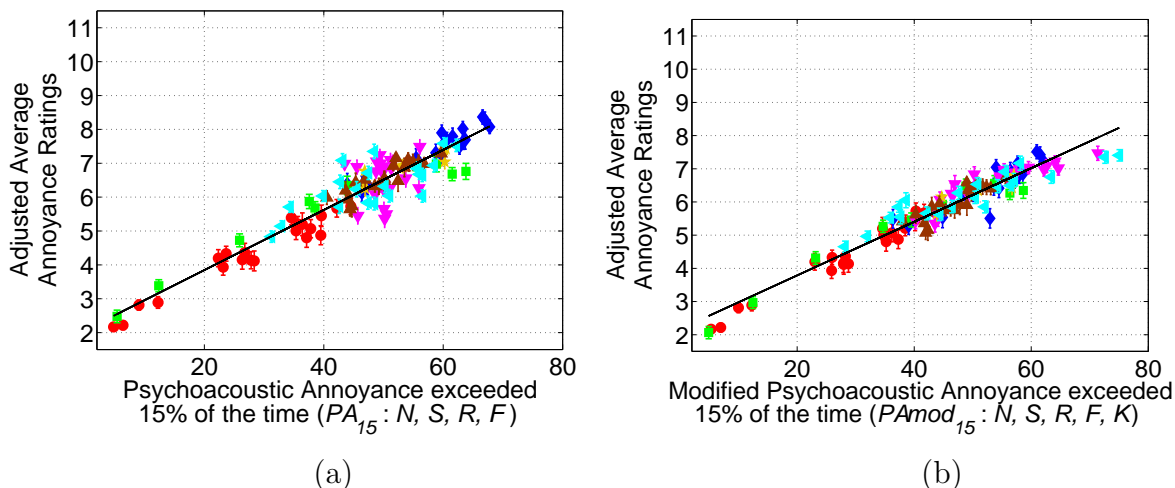 11
10
9
8
7
6
5
4
3
2
Adjusted Average
Annoyance Ratings
20 40 60 80
Psychoacoustic Annoyance exceeded
15% of the time (PA15 : N, S, R, F)
(a)
11
10
9
8
7
6
5
4
3
2
Adjusted Average
Annoyance Ratings
20 40 60 80
Modified Psychoacoustic Annoyance exceeded
15% of the time (PAmod15 : N, S, R, F, K)
(b)